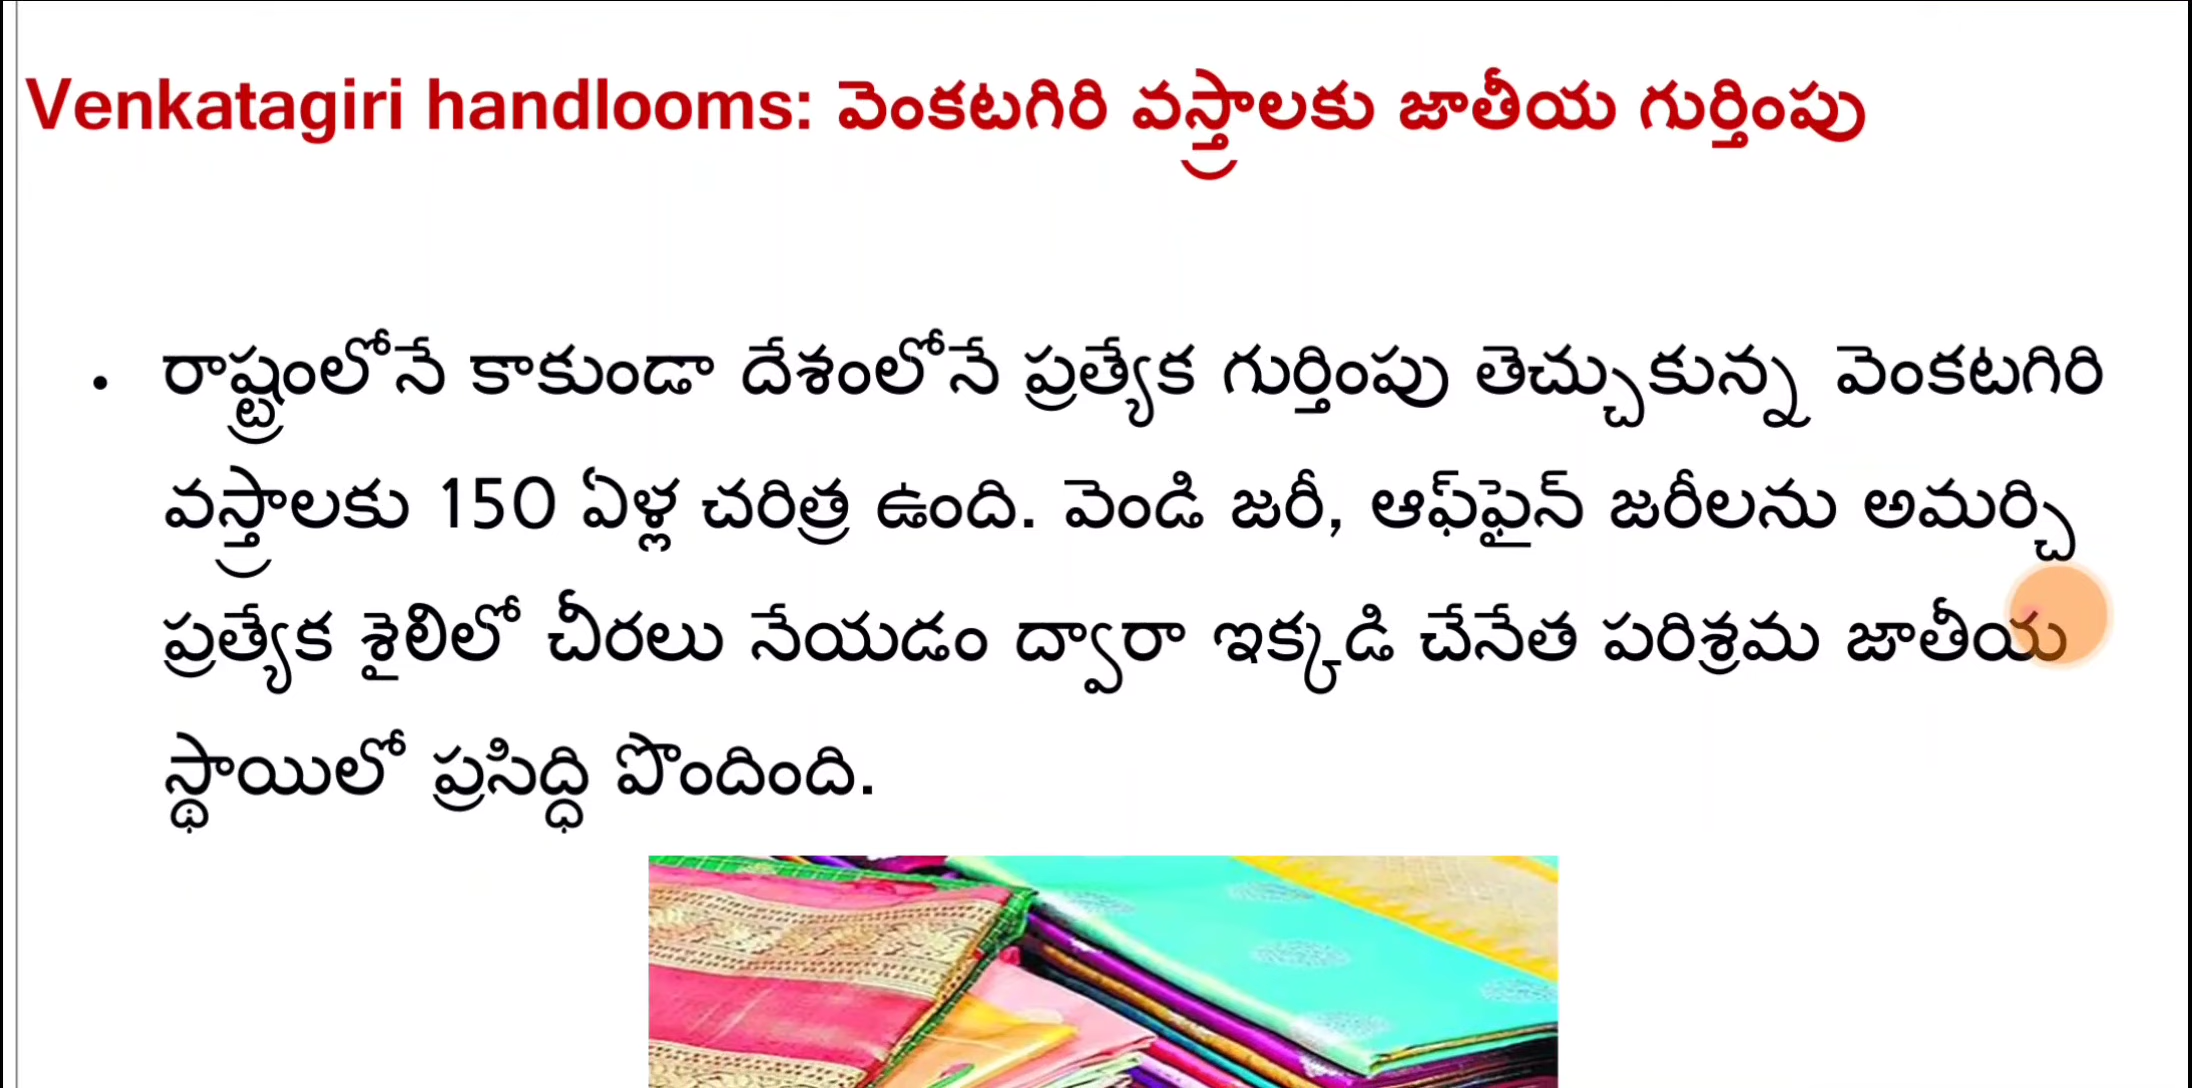 Venkatagiri handlooms: వెంకటగిరి వస్త్రాలకు జాతీయ గుర్తింపు
• రాష్ట్రంలోనే కాకుండా దేశంలోనే ప్రత్యేక గుర్తింపు తెచ్చుకున్న వెంకటగిరి
వస్త్రాలకు 150 ఏళ్ల చరిత్ర ఉంది. వెండి జరీ, ఆఫ్‌ఫైన్ జరీలను అమర్చి
ప్రత్యేక శైలిలో చీరలు నేయడం ద్వారా ఇక్కడి చేనేత పరిశ్రమ జాతీయ
స్థాయిలో ప్రసిద్ధి పొందింది.